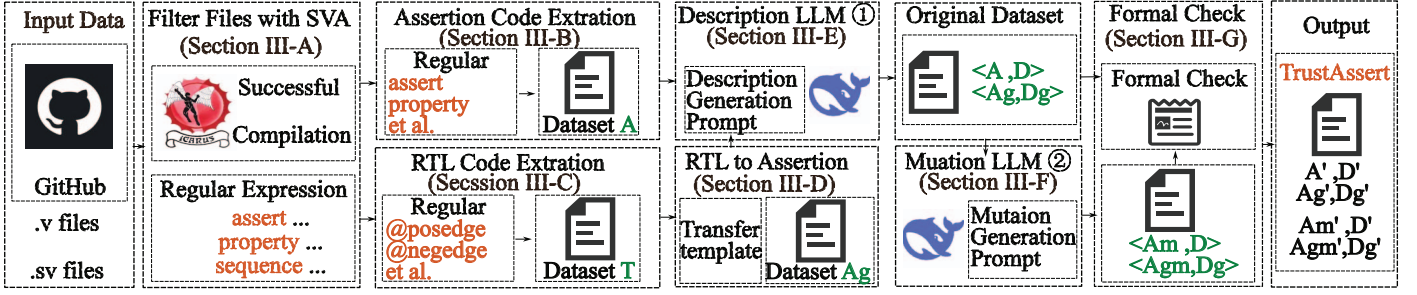 Input Data
GitHub
.v files
.sv files
Filter Files with SVA
(Section III-A)
ICARUS
Successful
Compilation
Regular Expression
assert ...
property ...
sequence ...
Assertion Code Extration
(Section III-B)
Regular
assert
property
et al.
Dataset A
RTL Code Extration
(Secssion III-C)
Regular
@posedge
@negedge
et al.
Dataset T
Description LLM ①
(Section III-E)
Description
Generation
Prompt
RTL to Assertion
(Section III-D)
Transfer
template
Dataset Ag
Original Dataset
<A ,D>
<Ag,Dg>
Muation LLM ②
(Section III-F)
Mutaion
Generation
Prompt
Formal Check
(Section III-G)
Formal Check
<Am ,D>
<Agm,Dg>
Output
TrustAssert
A' ,D'
Ag',Dg'
Am' ,D'
Agm',Dg'